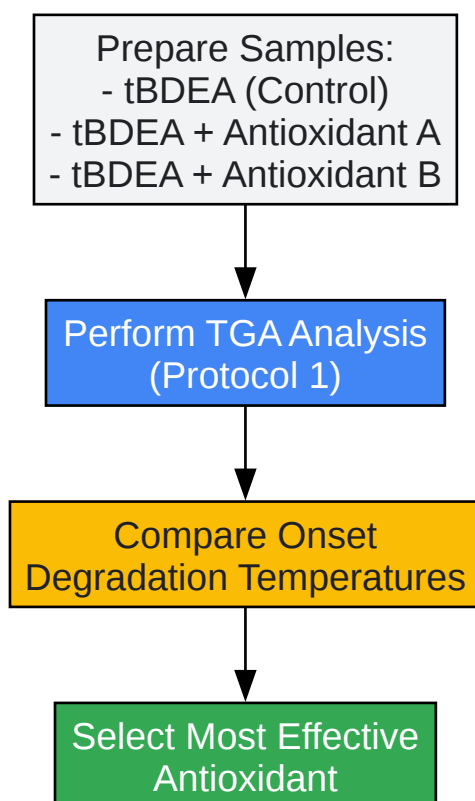 Prepare Samples:
- tBDEA (Control)
- tBDEA + Antioxidant A
- tBDEA + Antioxidant B
Perform TGA Analysis
(Protocol 1)
Compare Onset
Degradation Temperatures
Select Most Effective
Antioxidant